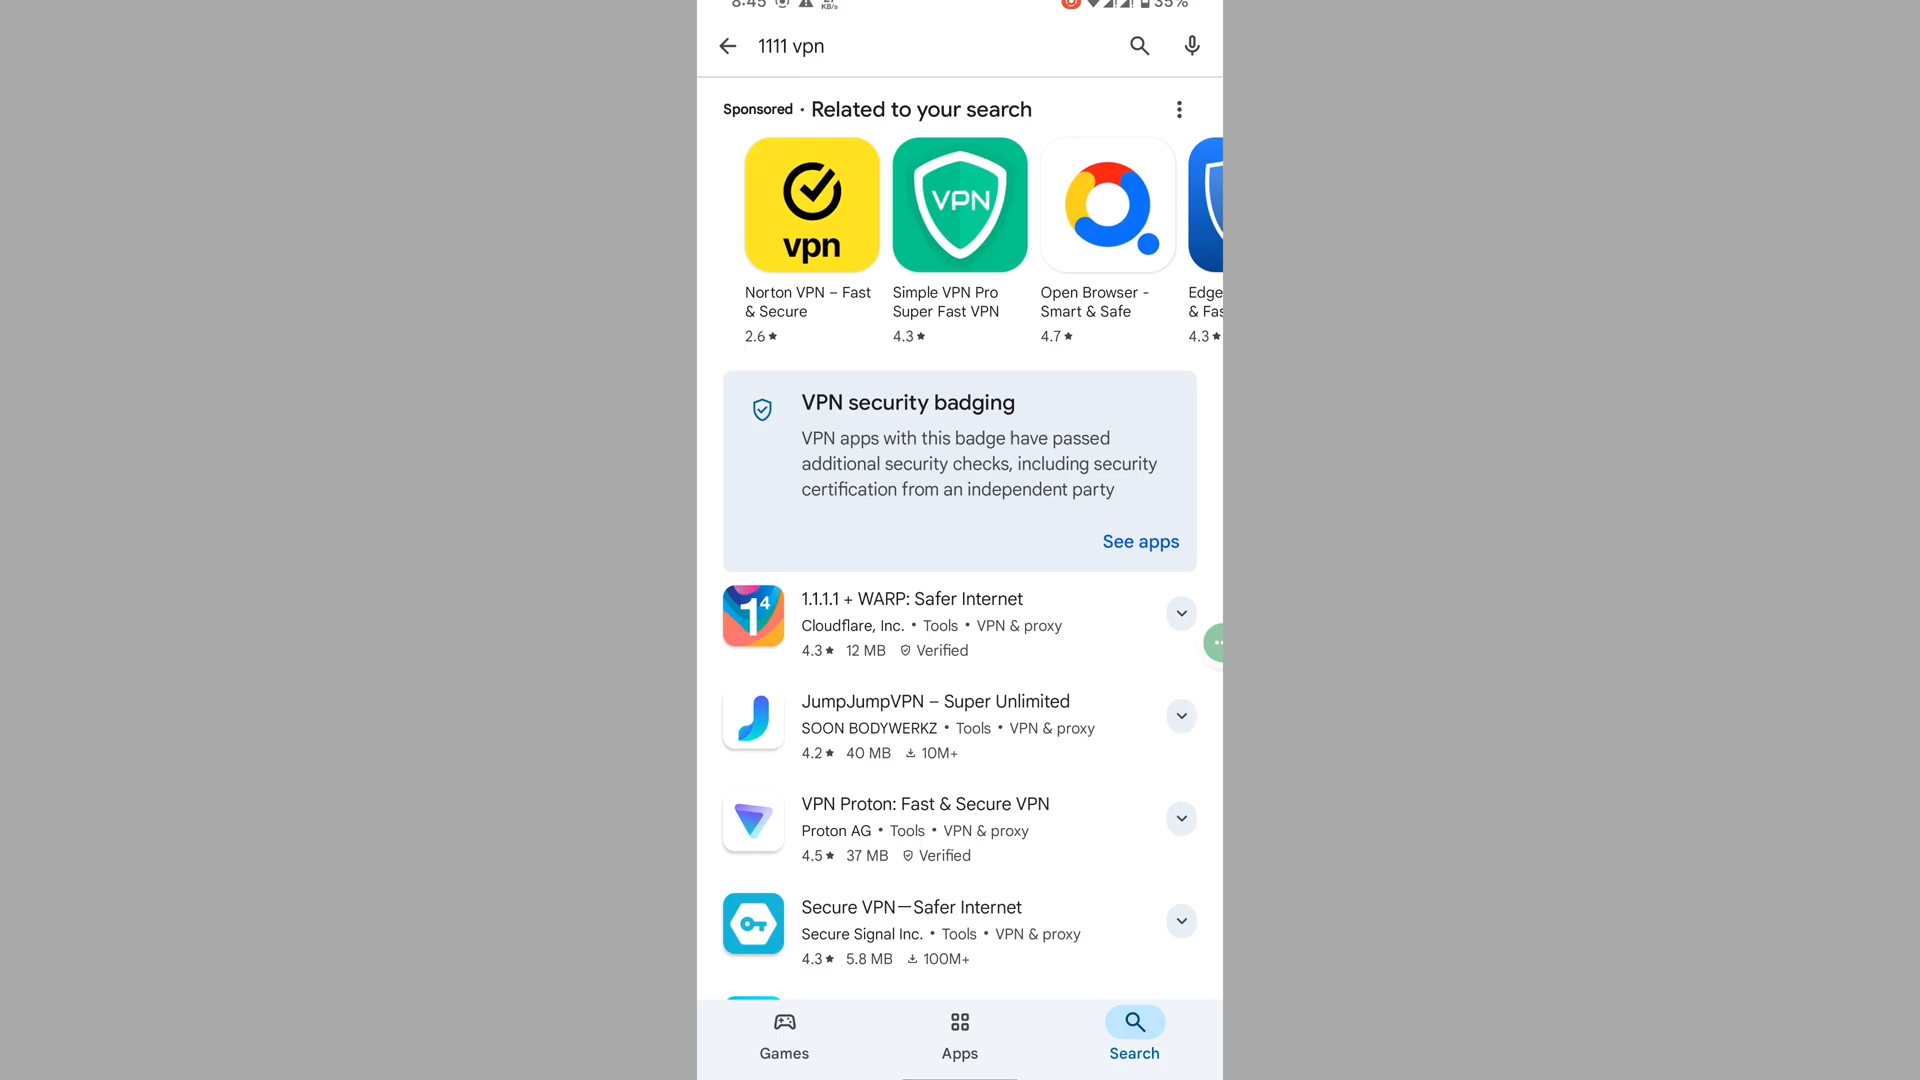 8:45 KB/s 35%
1111 vpn
Sponsored · Related to your search
vpn
VPN
Norton VPN – Fast
& Secure
2.6
Simple VPN Pro
Super Fast VPN
4.3
Open Browser -
Smart & Safe
4.7
Edge
& Fas
4.3
VPN security badging
VPN apps with this badge have passed
additional security checks, including security
certification from an independent party
See apps
1⁴
1.1.1.1 + WARP: Safer Internet
Cloudflare, Inc. • Tools • VPN & proxy
4.3 12 MB Verified
JumpJumpVPN – Super Unlimited
SOON BODYWERKZ • Tools • VPN & proxy
4.2 40 MB 10M+
VPN Proton: Fast & Secure VPN
Proton AG • Tools • VPN & proxy
4.5 37 MB Verified
Secure VPN—Safer Internet
Secure Signal Inc. • Tools • VPN & proxy
4.3 5.8 MB 100M+
Games
Apps
Search